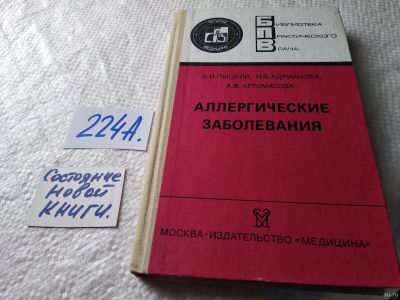 БИБЛИОТЕКА
ПРАКТИЧЕСКОГО
ВРАЧА
В.И.ПЫЦКИЙ, Н.В.АДРИАНОВА,
А.В. АРТОМАСОВА
АЛЛЕРГИЧЕСКИЕ
ЗАБОЛЕВАНИЯ
МОСКВА·ИЗДАТЕЛЬСТВО «МЕДИЦИНА»
224А.
Состояние
новой
книги.